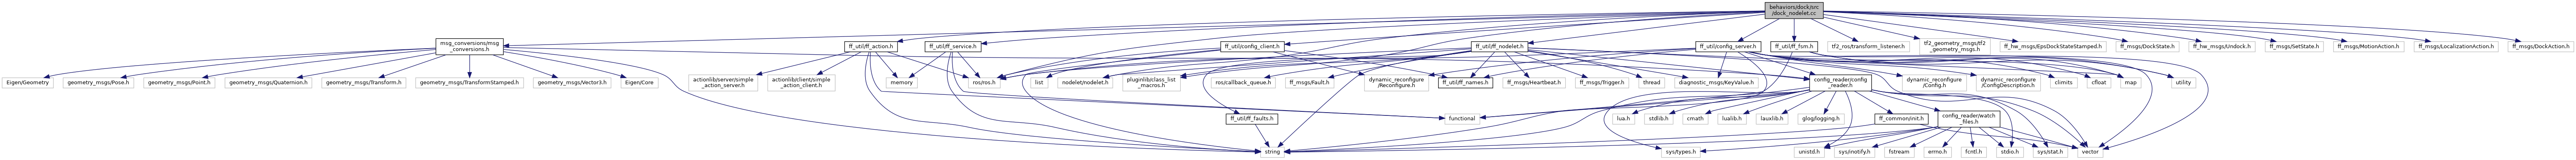 behaviors/dock/src
/dock_nodelet.cc
msg_conversions/msg
_conversions.h
ff_util/ff_action.h
ff_util/ff_service.h
ff_util/config_client.h
ff_util/ff_nodelet.h
ff_util/config_server.h
ff_util/ff_fsm.h
tf2_ros/transform_listener.h
tf2_geometry_msgs/tf2
_geometry_msgs.h
ff_hw_msgs/EpsDockStateStamped.h
ff_msgs/DockState.h
ff_hw_msgs/Undock.h
ff_msgs/SetState.h
ff_msgs/MotionAction.h
ff_msgs/LocalizationAction.h
ff_msgs/DockAction.h
Eigen/Geometry
geometry_msgs/Pose.h
geometry_msgs/Point.h
geometry_msgs/Quaternion.h
geometry_msgs/Transform.h
geometry_msgs/TransformStamped.h
geometry_msgs/Vector3.h
Eigen/Core
actionlib/server/simple
_action_server.h
actionlib/client/simple
_action_client.h
memory
ros/ros.h
list
nodelet/nodelet.h
pluginlib/class_list
_macros.h
ros/callback_queue.h
ff_msgs/Fault.h
dynamic_reconfigure
/Reconfigure.h
ff_util/ff_names.h
ff_msgs/Heartbeat.h
ff_msgs/Trigger.h
thread
diagnostic_msgs/KeyValue.h
config_reader/config
_reader.h
dynamic_reconfigure
/Config.h
dynamic_reconfigure
/ConfigDescription.h
climits
cfloat
map
utility
ff_util/ff_faults.h
functional
lua.h
stdlib.h
cmath
lualib.h
lauxlib.h
glog/logging.h
ff_common/init.h
config_reader/watch
_files.h
string
sys/types.h
unistd.h
sys/inotify.h
fstream
errno.h
fcntl.h
stdio.h
sys/stat.h
vector